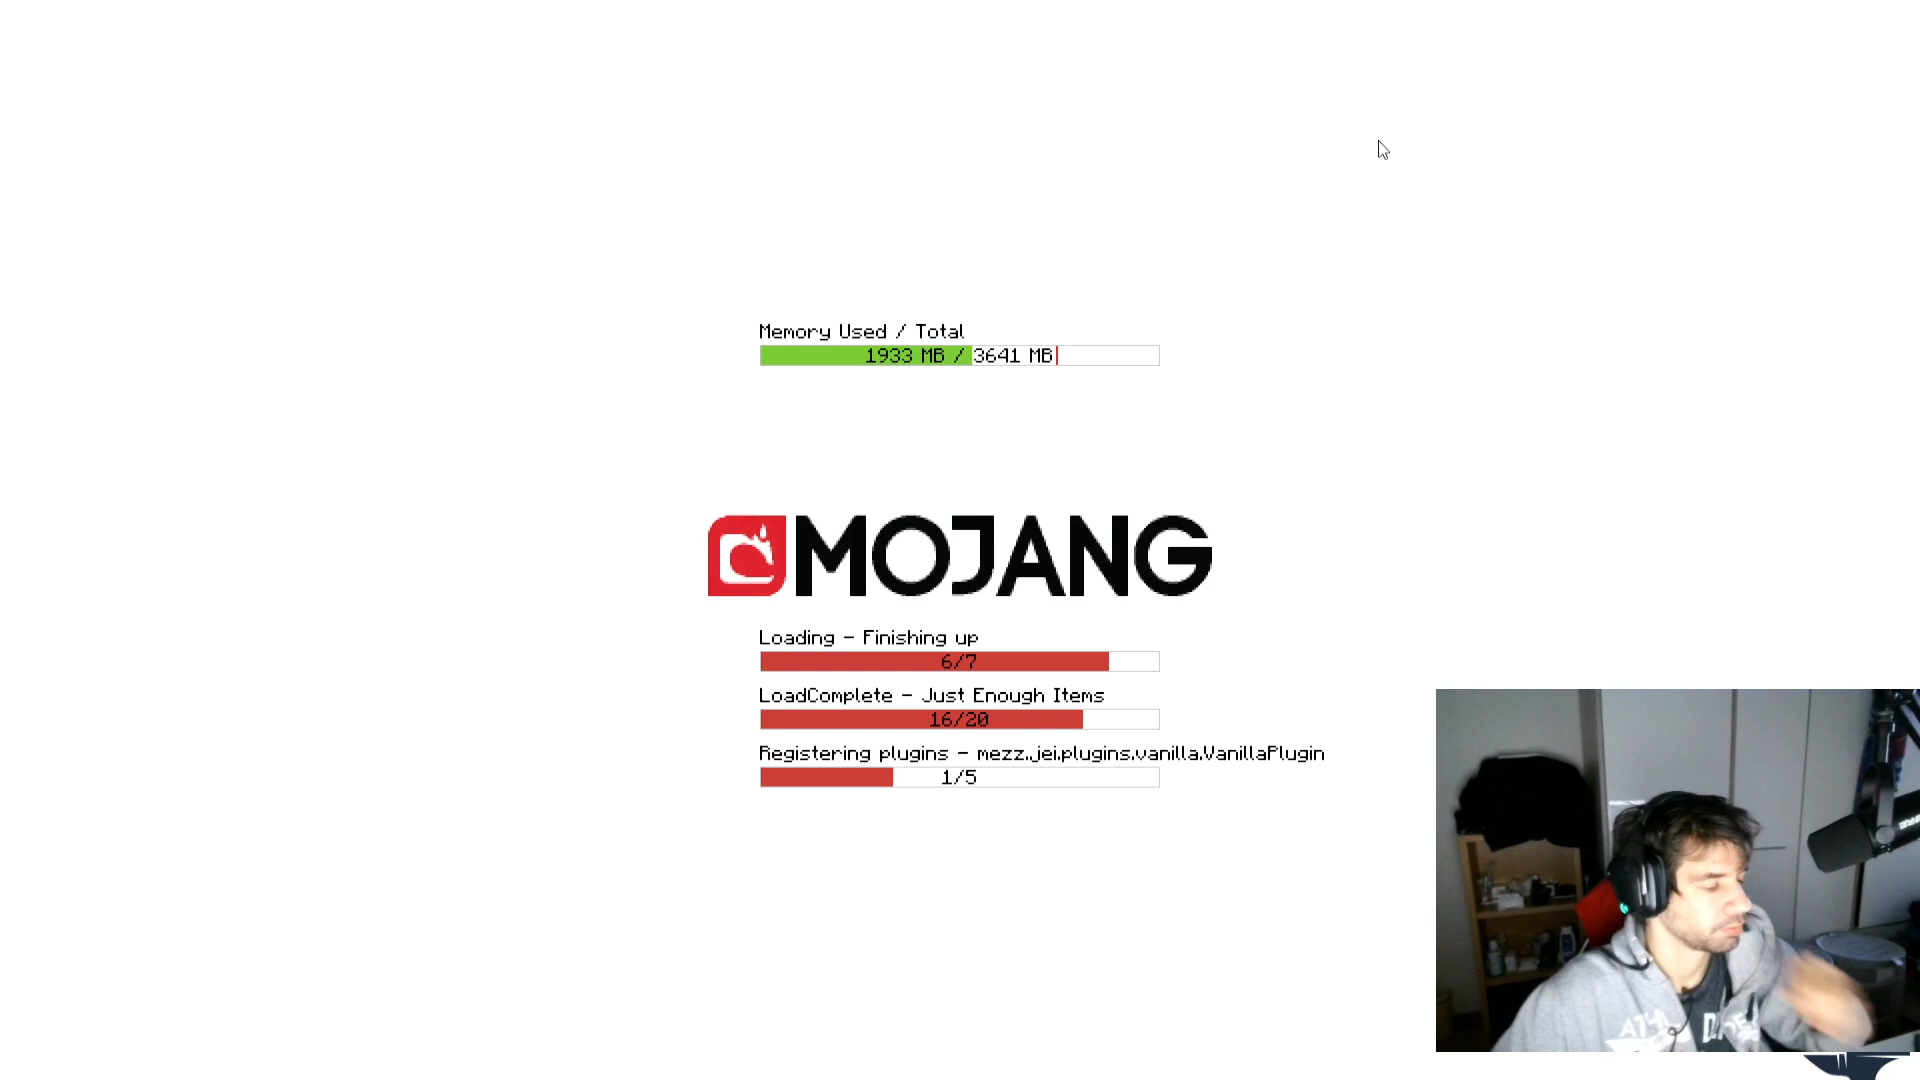 Memory Used / Total
1933 MB / 3641 MB
MOJANG
Loading - Finishing up
6/7
LoadComplete - Just Enough Items
16/20
Registering plugins - mezz.jei.plugins.vanilla.VanillaPlugin
1/5